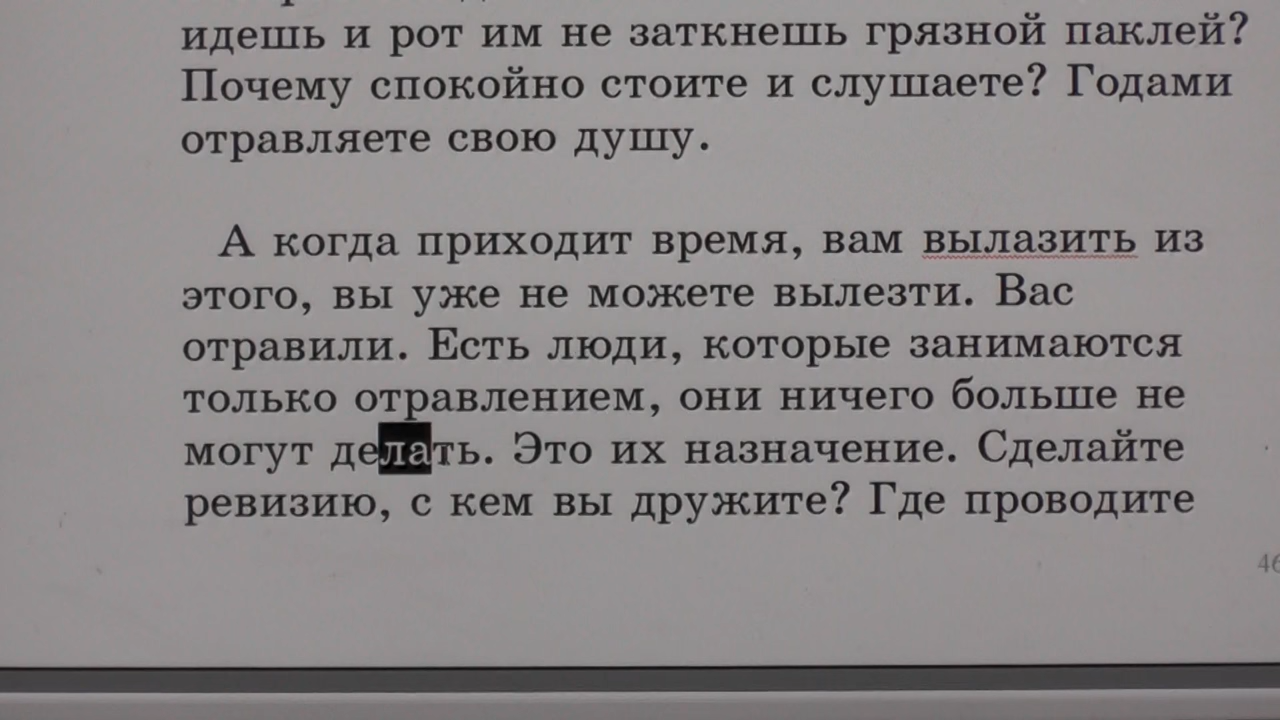 идешь и рот им не заткнешь грязной паклей?
Почему спокойно стоите и слушаете? Годами
отравляете свою душу.
А когда приходит время, вам вылазить из
этого, вы уже не можете вылезти. Вас
отравили. Есть люди, которые занимаются
только отравлением, они ничего больше не
могут делать. Это их назначение. Сделайте
ревизию, с кем вы дружите? Где проводите
46